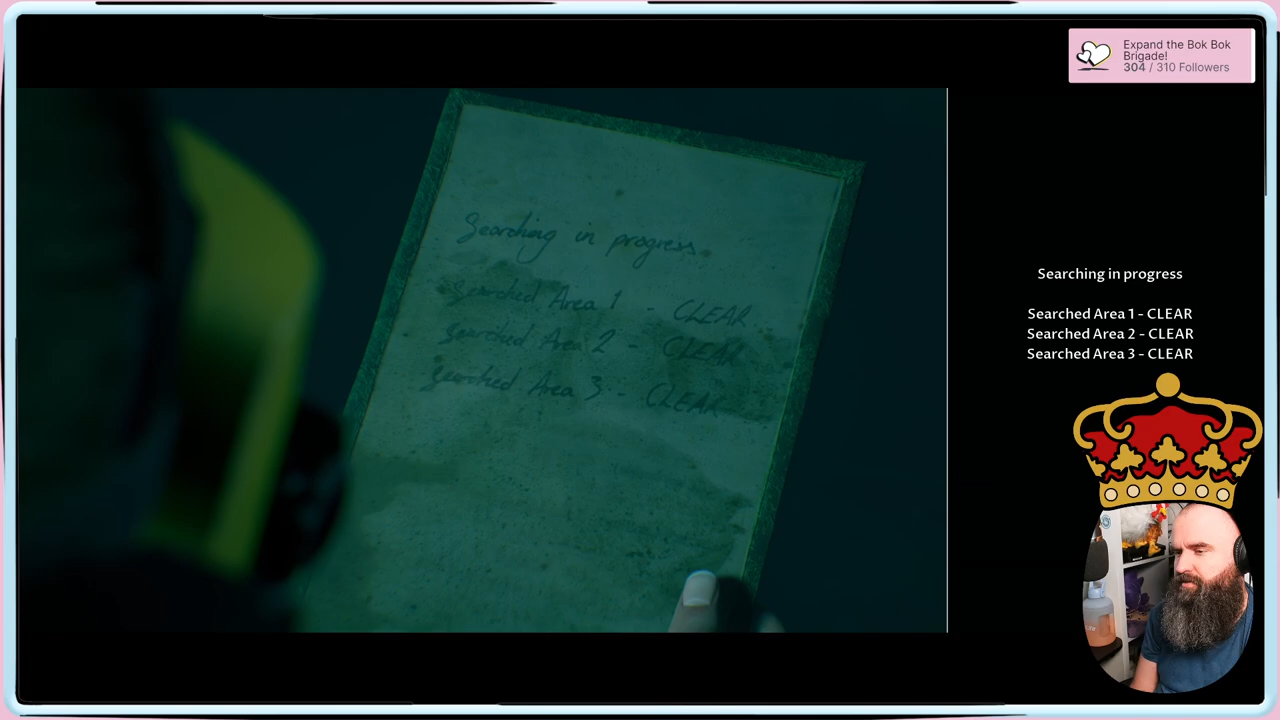 Expand the Bok Bok
Brigade!
304 / 310 Followers
Searching in progress
Searched Area 1 - CLEAR
Searched Area 2 - CLEAR
Searched Area 3 - CLEAR
Searching in progress
Searched Area 1 - CLEAR
Searched Area 2 - CLEAR
Searched Area 3 - CLEAR